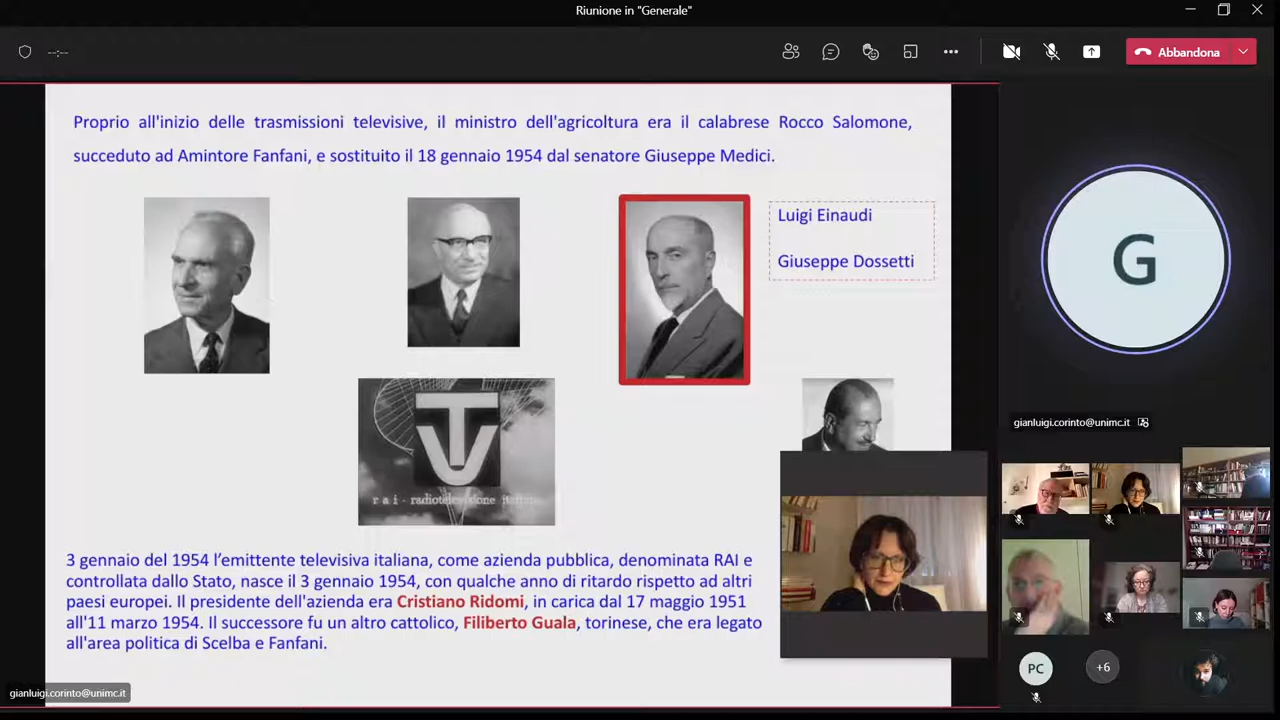 Riunione in "Generale"
--:--
Abbandona
Proprio all'inizio delle trasmissioni televisive, il ministro dell'agricoltura era il calabrese Rocco Salomone,
succeduto ad Amintore Fanfani, e sostituito il 18 gennaio 1954 dal senatore Giuseppe Medici.
Luigi Einaudi
Giuseppe Dossetti
G
gianluigi.corinto@unimc.it
TV
rai - radiotelevisione italiana
3 gennaio del 1954 l’emittente televisiva italiana, come azienda pubblica, denominata RAI e
controllata dallo Stato, nasce il 3 gennaio 1954, con qualche anno di ritardo rispetto ad altri
paesi europei. Il presidente dell'azienda era Cristiano Ridomi, in carica dal 17 maggio 1951
all'11 marzo 1954. Il successore fu un altro cattolico, Filiberto Guala, torinese, che era legato
all'area politica di Scelba e Fanfani.
PC
+6
gianluigi.corinto@unimc.it